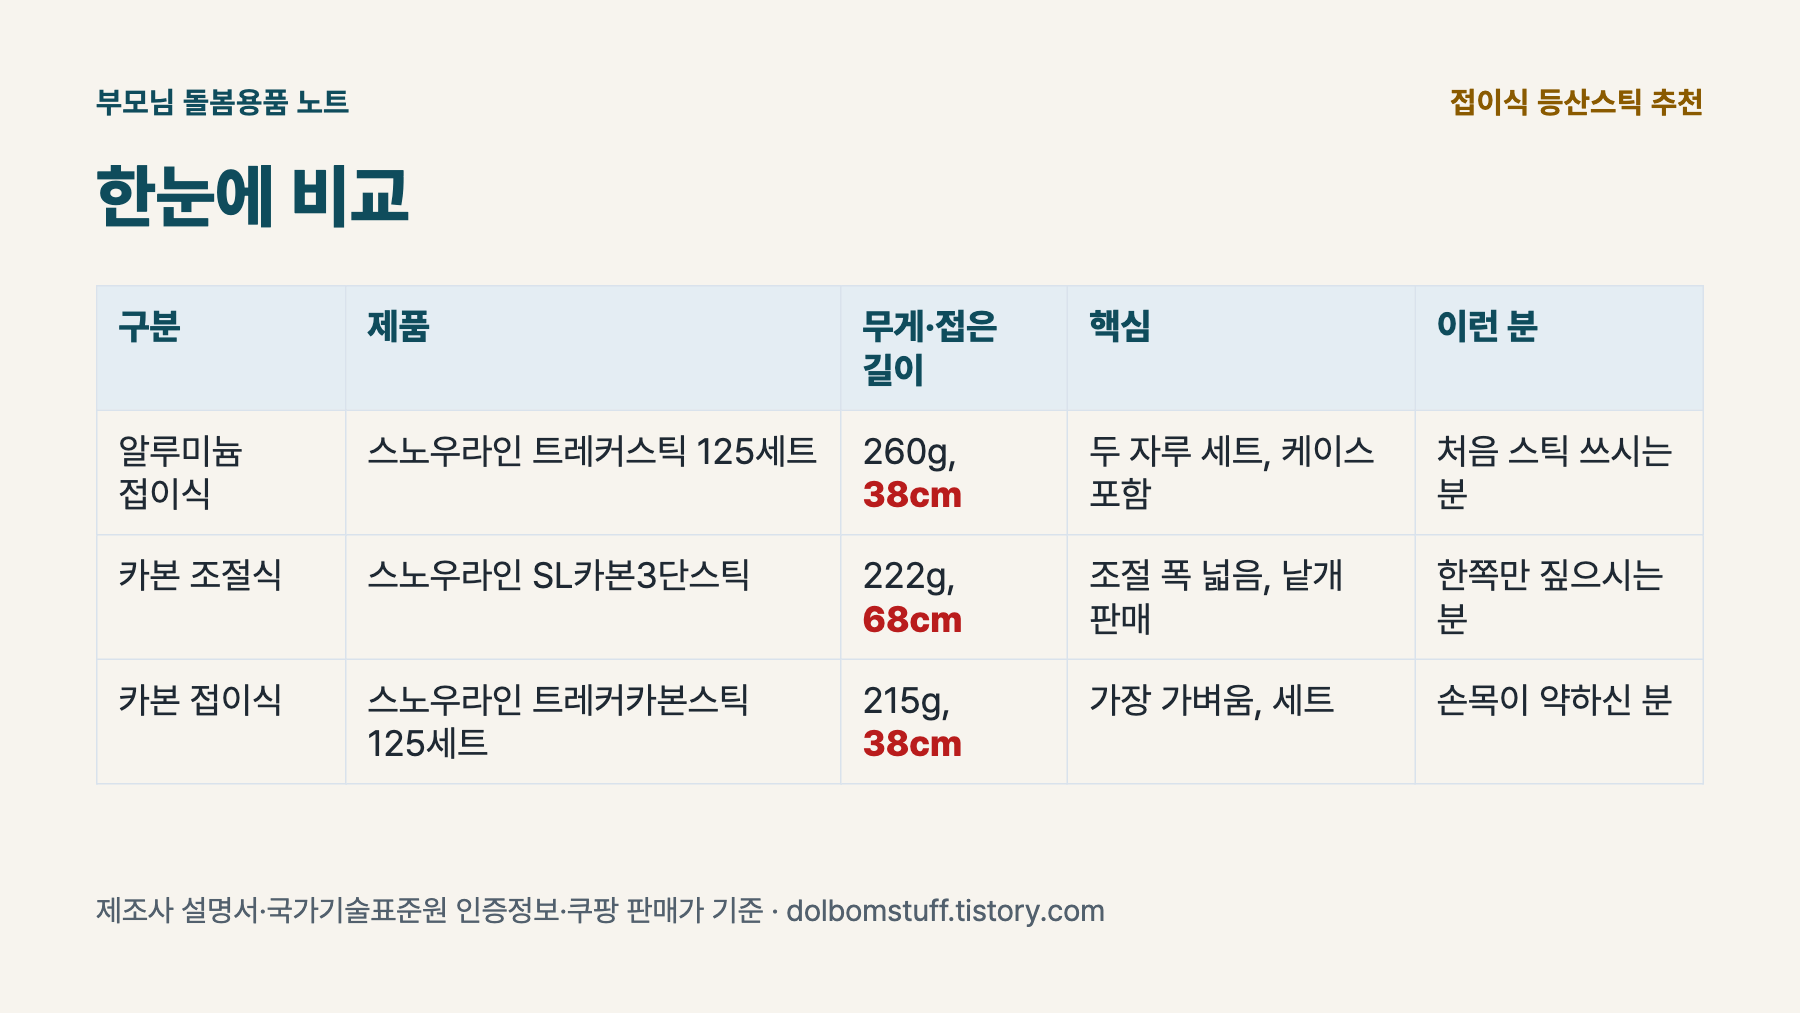 부모님 돌봄용품 노트
접이식 등산스틱 추천
한눈에 비교
구분
제품
무게·접은
길이
핵심
이런 분
알루미늄
접이식
스노우라인 트레커스틱 125세트
260g,
38cm
두 자루 세트, 케이스
포함
처음 스틱 쓰시는
분
카본 조절식
스노우라인 SL카본3단스틱
222g,
68cm
조절 폭 넓음, 낱개
판매
한쪽만 짚으시는
분
카본 접이식
스노우라인 트레커카본스틱
125세트
215g,
38cm
가장 가벼움, 세트
손목이 약하신 분
제조사 설명서·국가기술표준원 인증정보·쿠팡 판매가 기준 · dolbomstuff.tistory.com